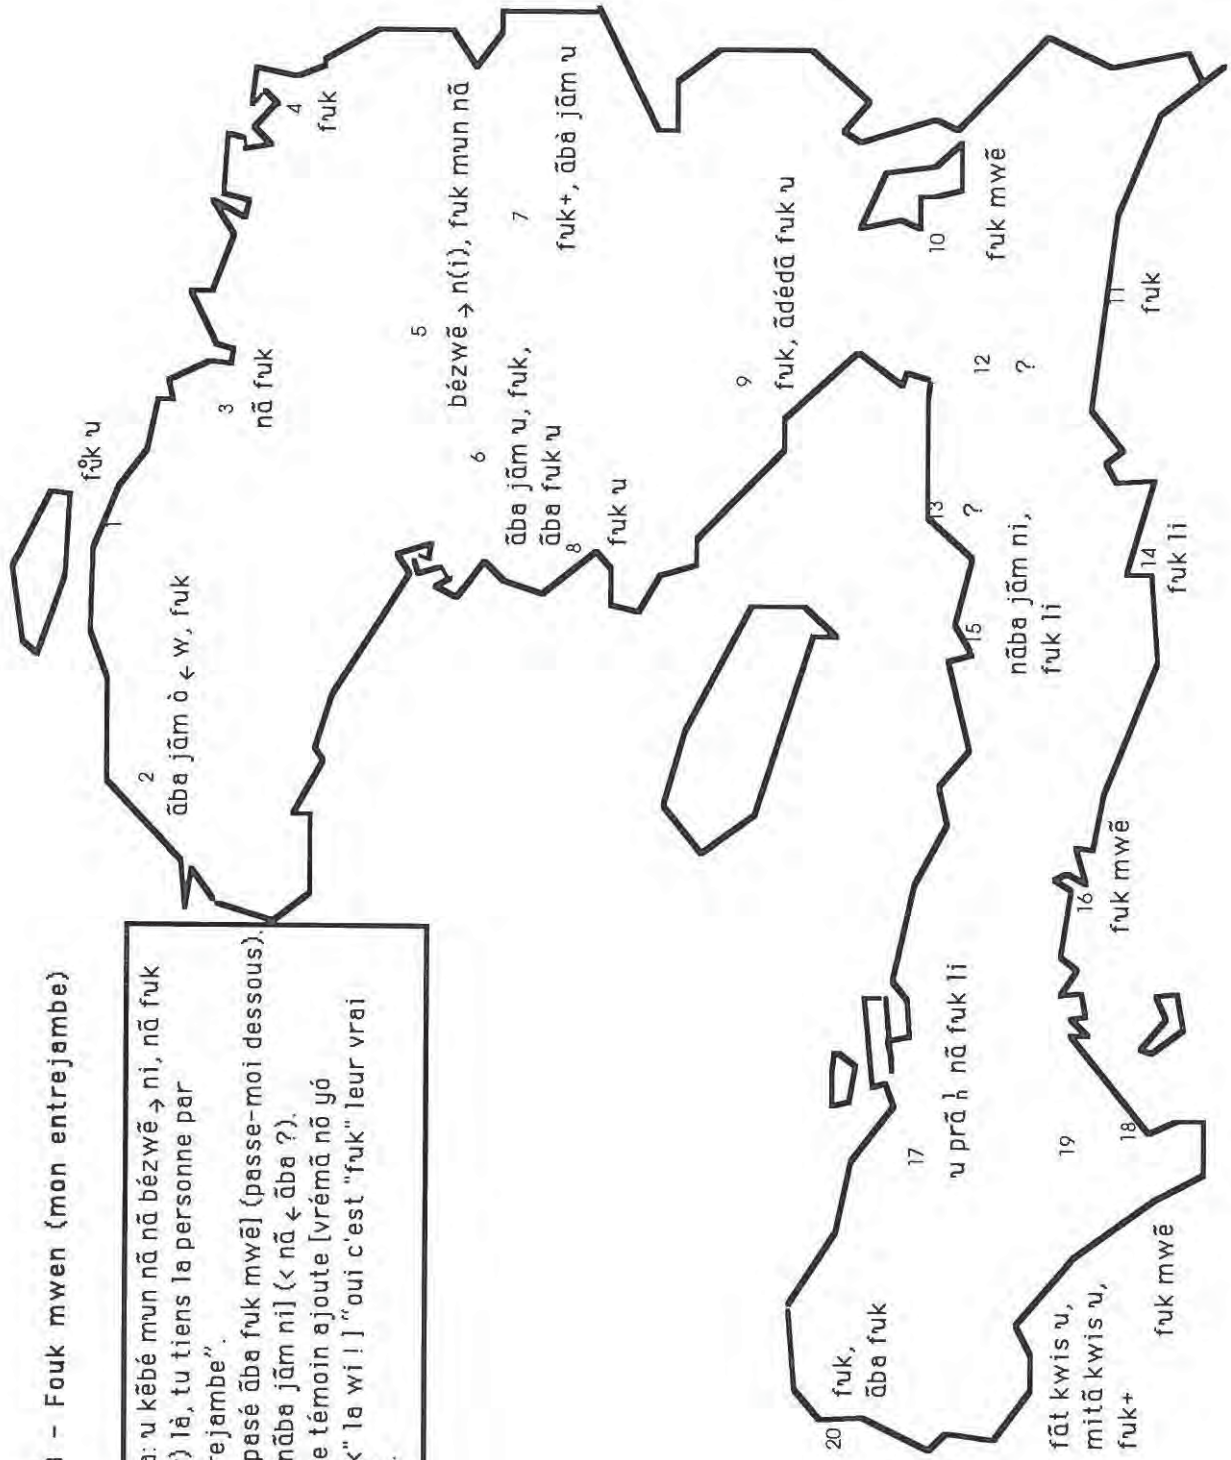 – Fouk mwen (mon entrejambe)
a: u kẽbé mun nã nã bézwẽ → ni, nã fuk
) là, tu tiens la personne par
rejambe".
pasé ãba fuk mwẽ] (passe-moi dessous).
nãba jãm ni] (< nã ← ãba ?).
e témoin ajoute [vrémã nõ yó
k" la wi ! ] "oui c'est "fuk" leur vrai
1
fůk u
2
ãba jãm ò ← w, fuk
3
nã fuk
4
fuk
5
bézwẽ → n(i), fuk mun nã
6
ãba jãm u, fuk,
ãba fuk u
7
fuk+, ãbà jãm u
8
fuk u
9
fuk, ãdédã fuk u
10
fuk mwẽ
11
fuk
12
?
13
?
14
fuk li
15
nãba jãm ni,
fuk li
16
fuk mwẽ
17
u prã nã fuk li
18
fuk mwẽ
19
fãt kwis u,
mitã kwis u,
fuk+
20
fuk,
ãba fuk